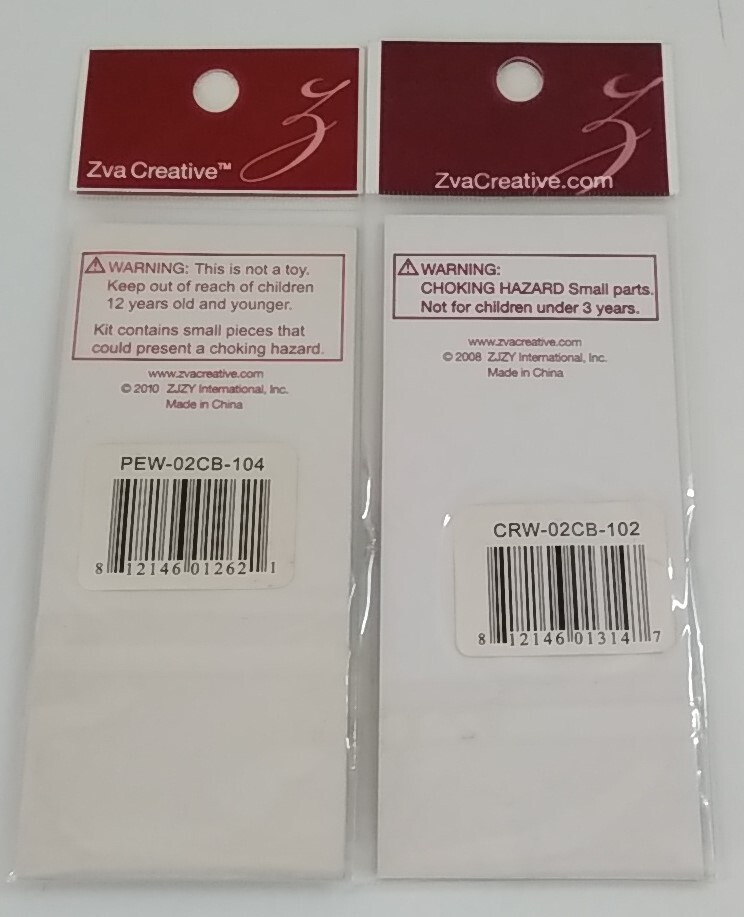 Zva Creative™
⚠ WARNING: This is not a toy.
Keep out of reach of children
12 years old and younger.
Kit contains small pieces that
could present a choking hazard.
www.zvacreative.com
© 2010 ZJZY International, Inc.
Made in China
PEW-02CB-104
8 12146 01262 1
ZvaCreative.com
⚠ WARNING:
CHOKING HAZARD Small parts.
Not for children under 3 years.
www.zvacreative.com
© 2008 ZJZY International, Inc.
Made in China
CRW-02CB-102
8 12146 01314 7